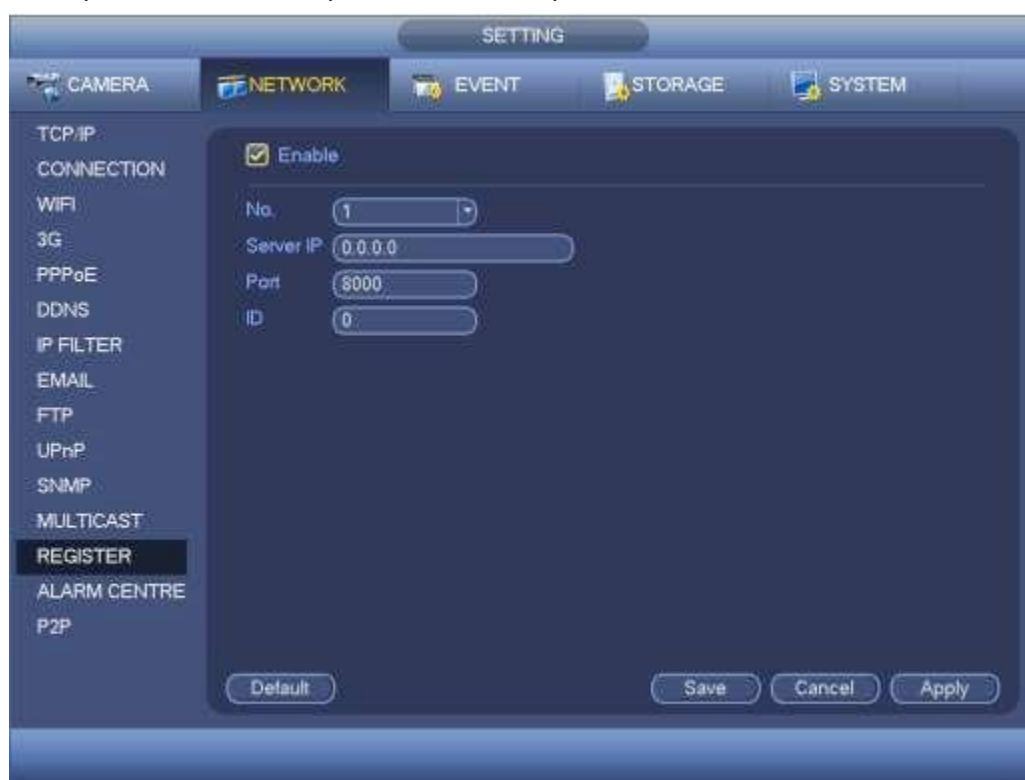 SETTING
CAMERA NETWORK EVENT STORAGE SYSTEM
TCP/IP
CONNECTION
WIFI
3G
PPPoE
DDNS
IP FILTER
EMAIL
FTP
UPnP
SNMP
MULTICAST
REGISTER
ALARM CENTRE
P2P
Enable
No. 1
Server IP 0.0.0.0
Port 8000
ID 0
Default Save Cancel Apply